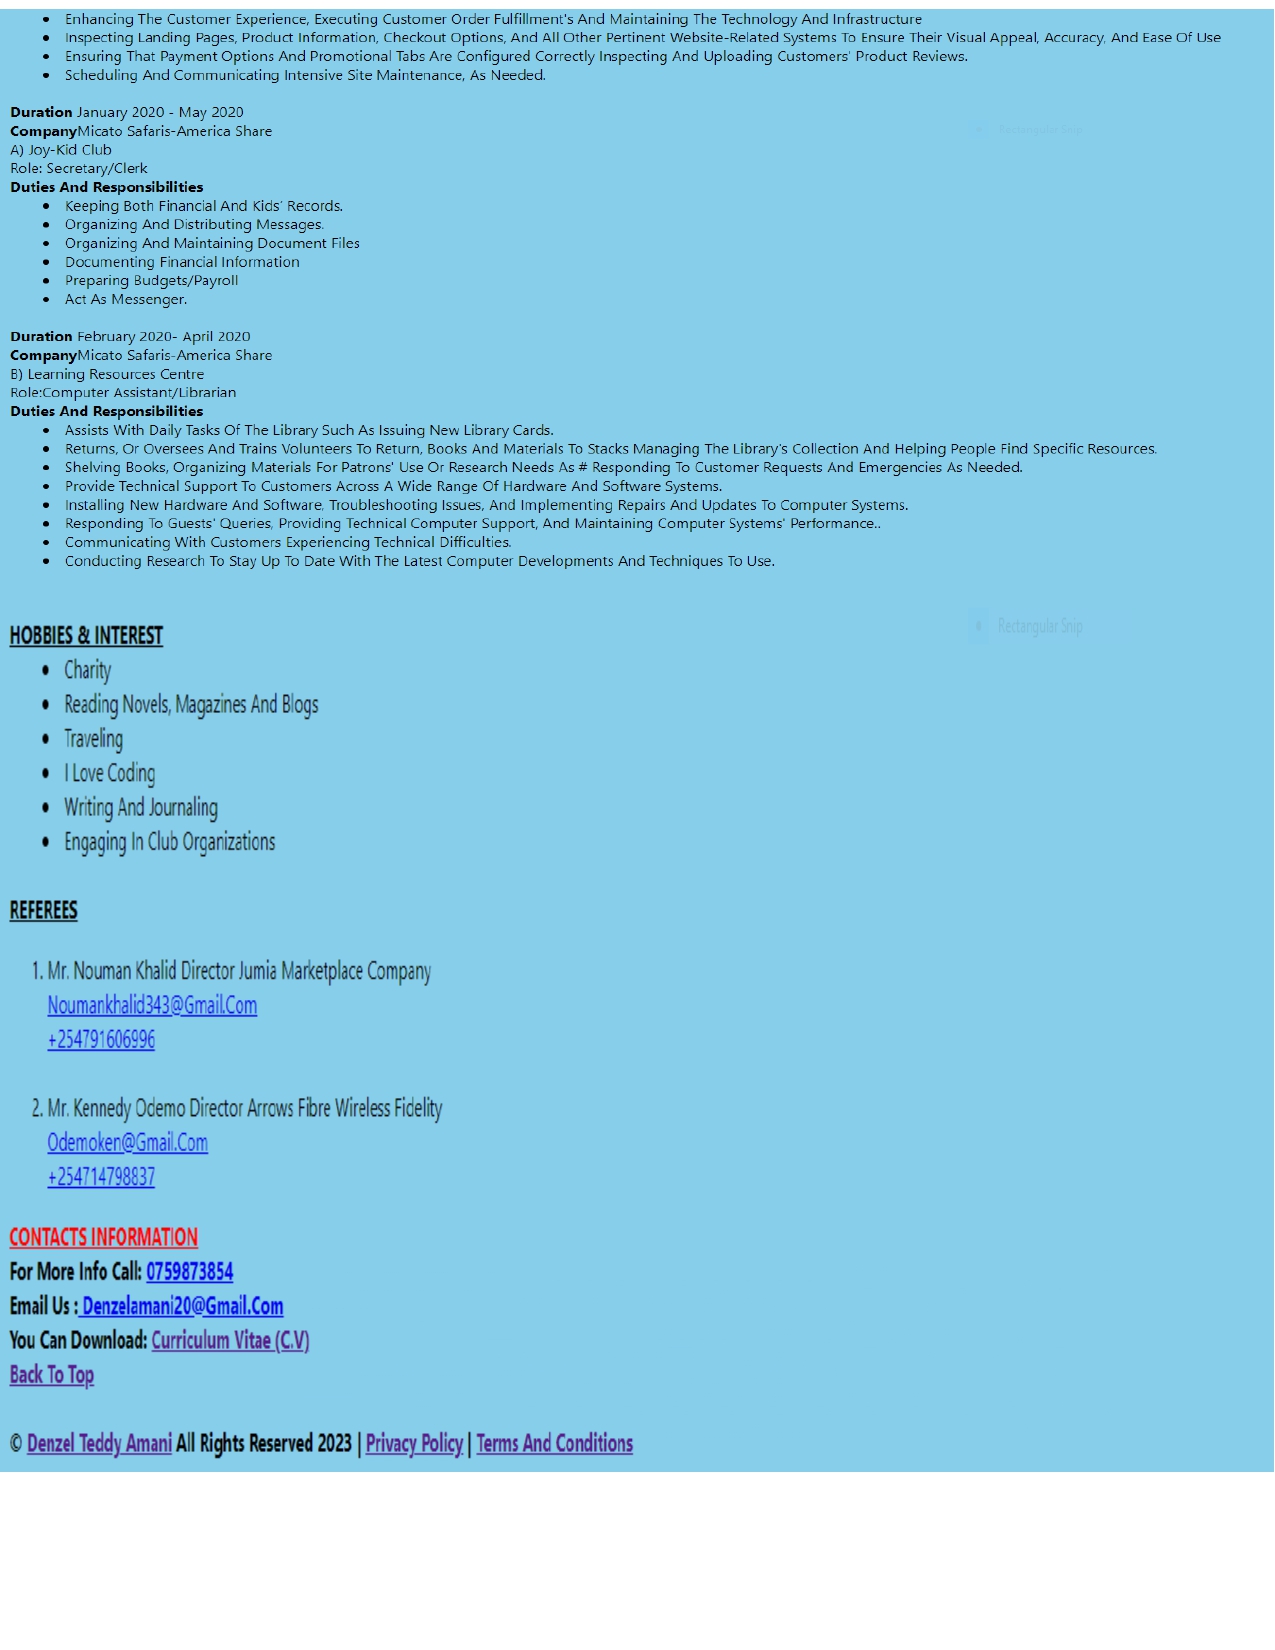 Enhancing The Customer Experience, Executing Customer Order Fulfillment's And Maintaining The Technology And Infrastructure
Inspecting Landing Pages, Product Information, Checkout Options, And All Other Pertinent Website-Related Systems To Ensure Their Visual Appeal, Accuracy, And Ease Of Use
Ensuring That Payment Options And Promotional Tabs Are Configured Correctly Inspecting And Uploading Customers' Product Reviews.
Scheduling And Communicating Intensive Site Maintenance, As Needed.
Duration January 2020 - May 2020
CompanyMicato Safaris-America Share
Rectangular Snip
A) Joy-Kid Club
Role: Secretary/Clerk
Duties And Responsibilities
Keeping Both Financial And Kids' Records.
Organizing And Distributing Messages.
Organizing And Maintaining Document Files
Documenting Financial Information
Preparing Budgets/Payroll
Act As Messenger.
Duration February 2020- April 2020
CompanyMicato Safaris-America Share
B) Learning Resources Centre
Role:Computer Assistant/Librarian
Duties And Responsibilities
Assists With Daily Tasks Of The Library Such As Issuing New Library Cards.
Returns, Or Oversees And Trains Volunteers To Return, Books And Materials To Stacks Managing The Library's Collection And Helping People Find Specific Resources.
Shelving Books, Organizing Materials For Patrons' Use Or Research Needs As # Responding To Customer Requests And Emergencies As Needed.
Provide Technical Support To Customers Across A Wide Range Of Hardware And Software Systems.
Installing New Hardware And Software, Troubleshooting Issues, And Implementing Repairs And Updates To Computer Systems.
Responding To Guests' Queries, Providing Technical Computer Support, And Maintaining Computer Systems' Performance..
Communicating With Customers Experiencing Technical Difficulties.
Conducting Research To Stay Up To Date With The Latest Computer Developments And Techniques To Use.
HOBBIES & INTEREST
Rectangular Snip
Charity
Reading Novels, Magazines And Blogs
Traveling
I Love Coding
Writing And Journaling
Engaging In Club Organizations
REFEREES
1. Mr. Nouman Khalid Director Jumia Marketplace Company
Noumankhalid343@Gmail.Com
+254791606996
2. Mr. Kennedy Odemo Director Arrows Fibre Wireless Fidelity
Odemoken@Gmail.Com
+254714798837
CONTACTS INFORMATION
For More Info Call: 0759873854
Email Us : Denzelamani20@Gmail.Com
You Can Download: Curriculum Vitae (C.V)
Back To Top
© Denzel Teddy Amani All Rights Reserved 2023 | Privacy Policy | Terms And Conditions